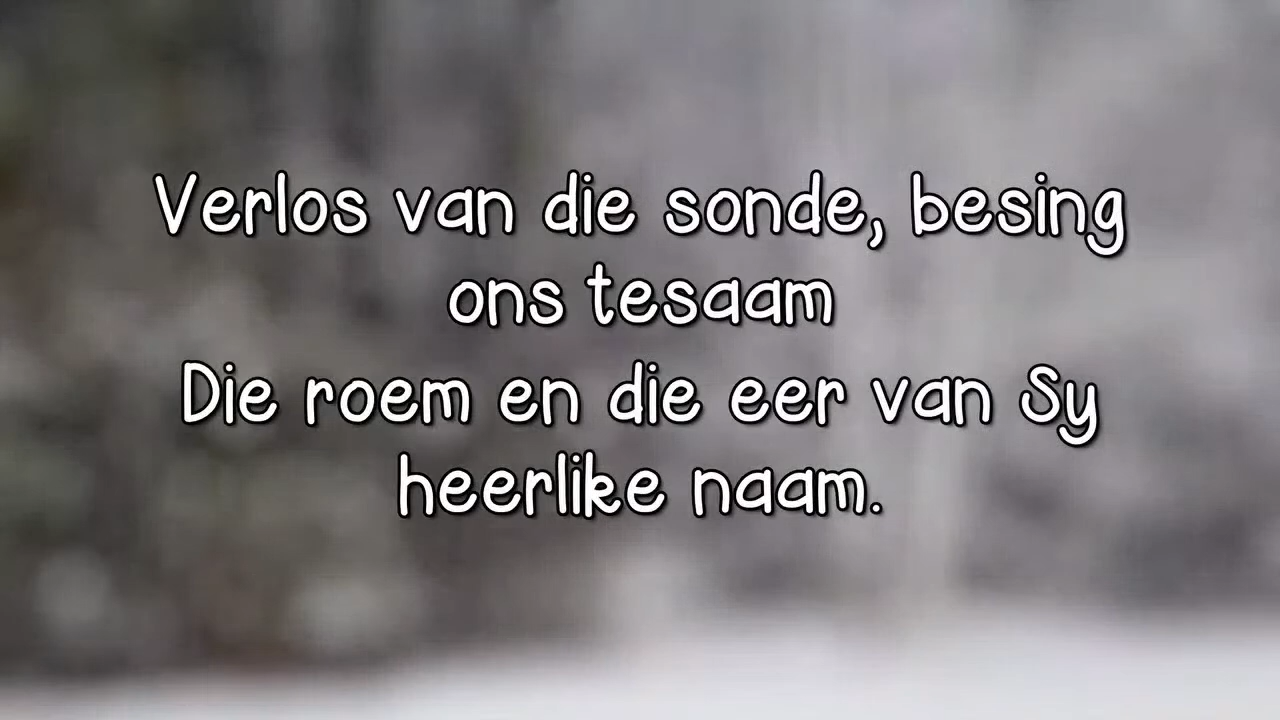 Verlos van die sonde, besing
ons tesaam
Die roem en die eer van Sy
heerlike naam.